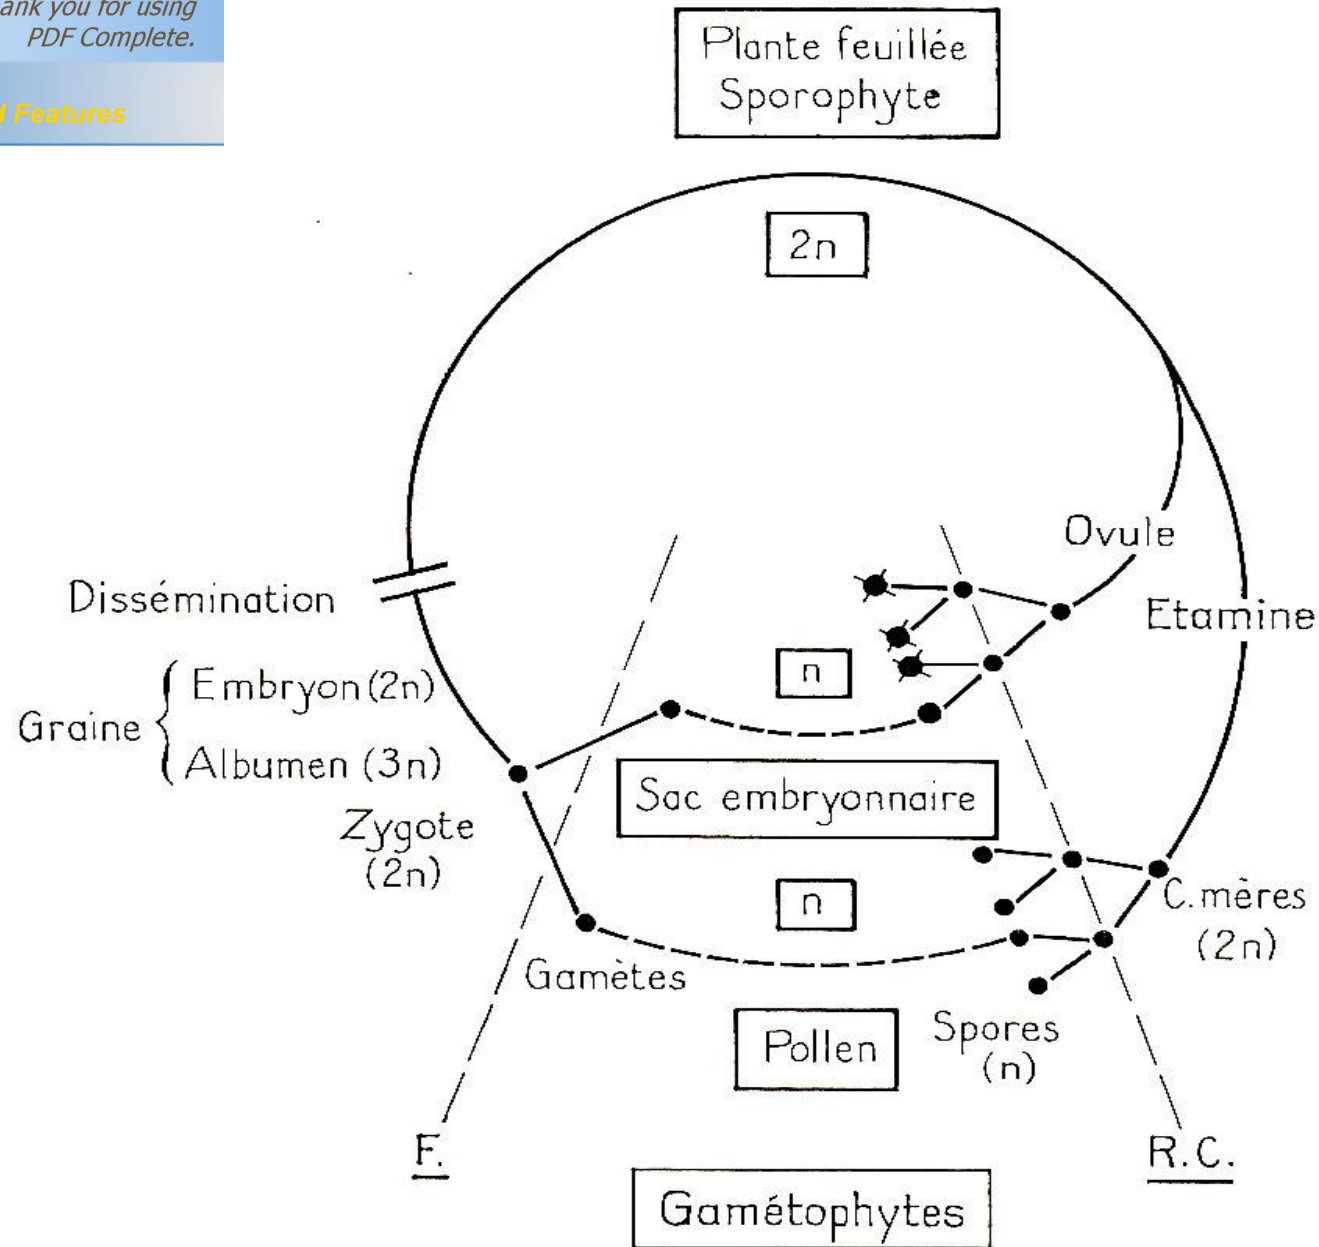 ank you for using
PDF Complete.
Features
Plante feuillée
Sporophyte
2n
Ovule
Etamine
Dissémination
n
Graine
Embryon (2n)
Albumen (3n)
Zygote
(2n)
Sac embryonnaire
n
C.mères
(2n)
Gamètes
Pollen
Spores
(n)
F.
R.C.
Gamétophytes